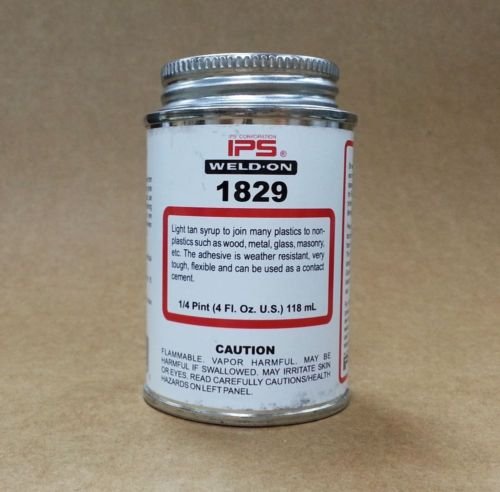 IPS CORPORATION
IPS®
WELD-ON
1829
Light tan syrup to join many plastics to non-
plastics such as wood, metal, glass, masonry,
etc. The adhesive is weather resistant, very
tough, flexible and can be used as a contact
cement.
1/4 Pint (4 Fl. Oz. U.S.) 118 mL
CAUTION
FLAMMABLE. VAPOR HARMFUL. MAY BE
HARMFUL IF SWALLOWED. MAY IRRITATE SKIN
OR EYES. READ CAREFULLY CAUTIONS/HEALTH
HAZARDS ON LEFT PANEL.